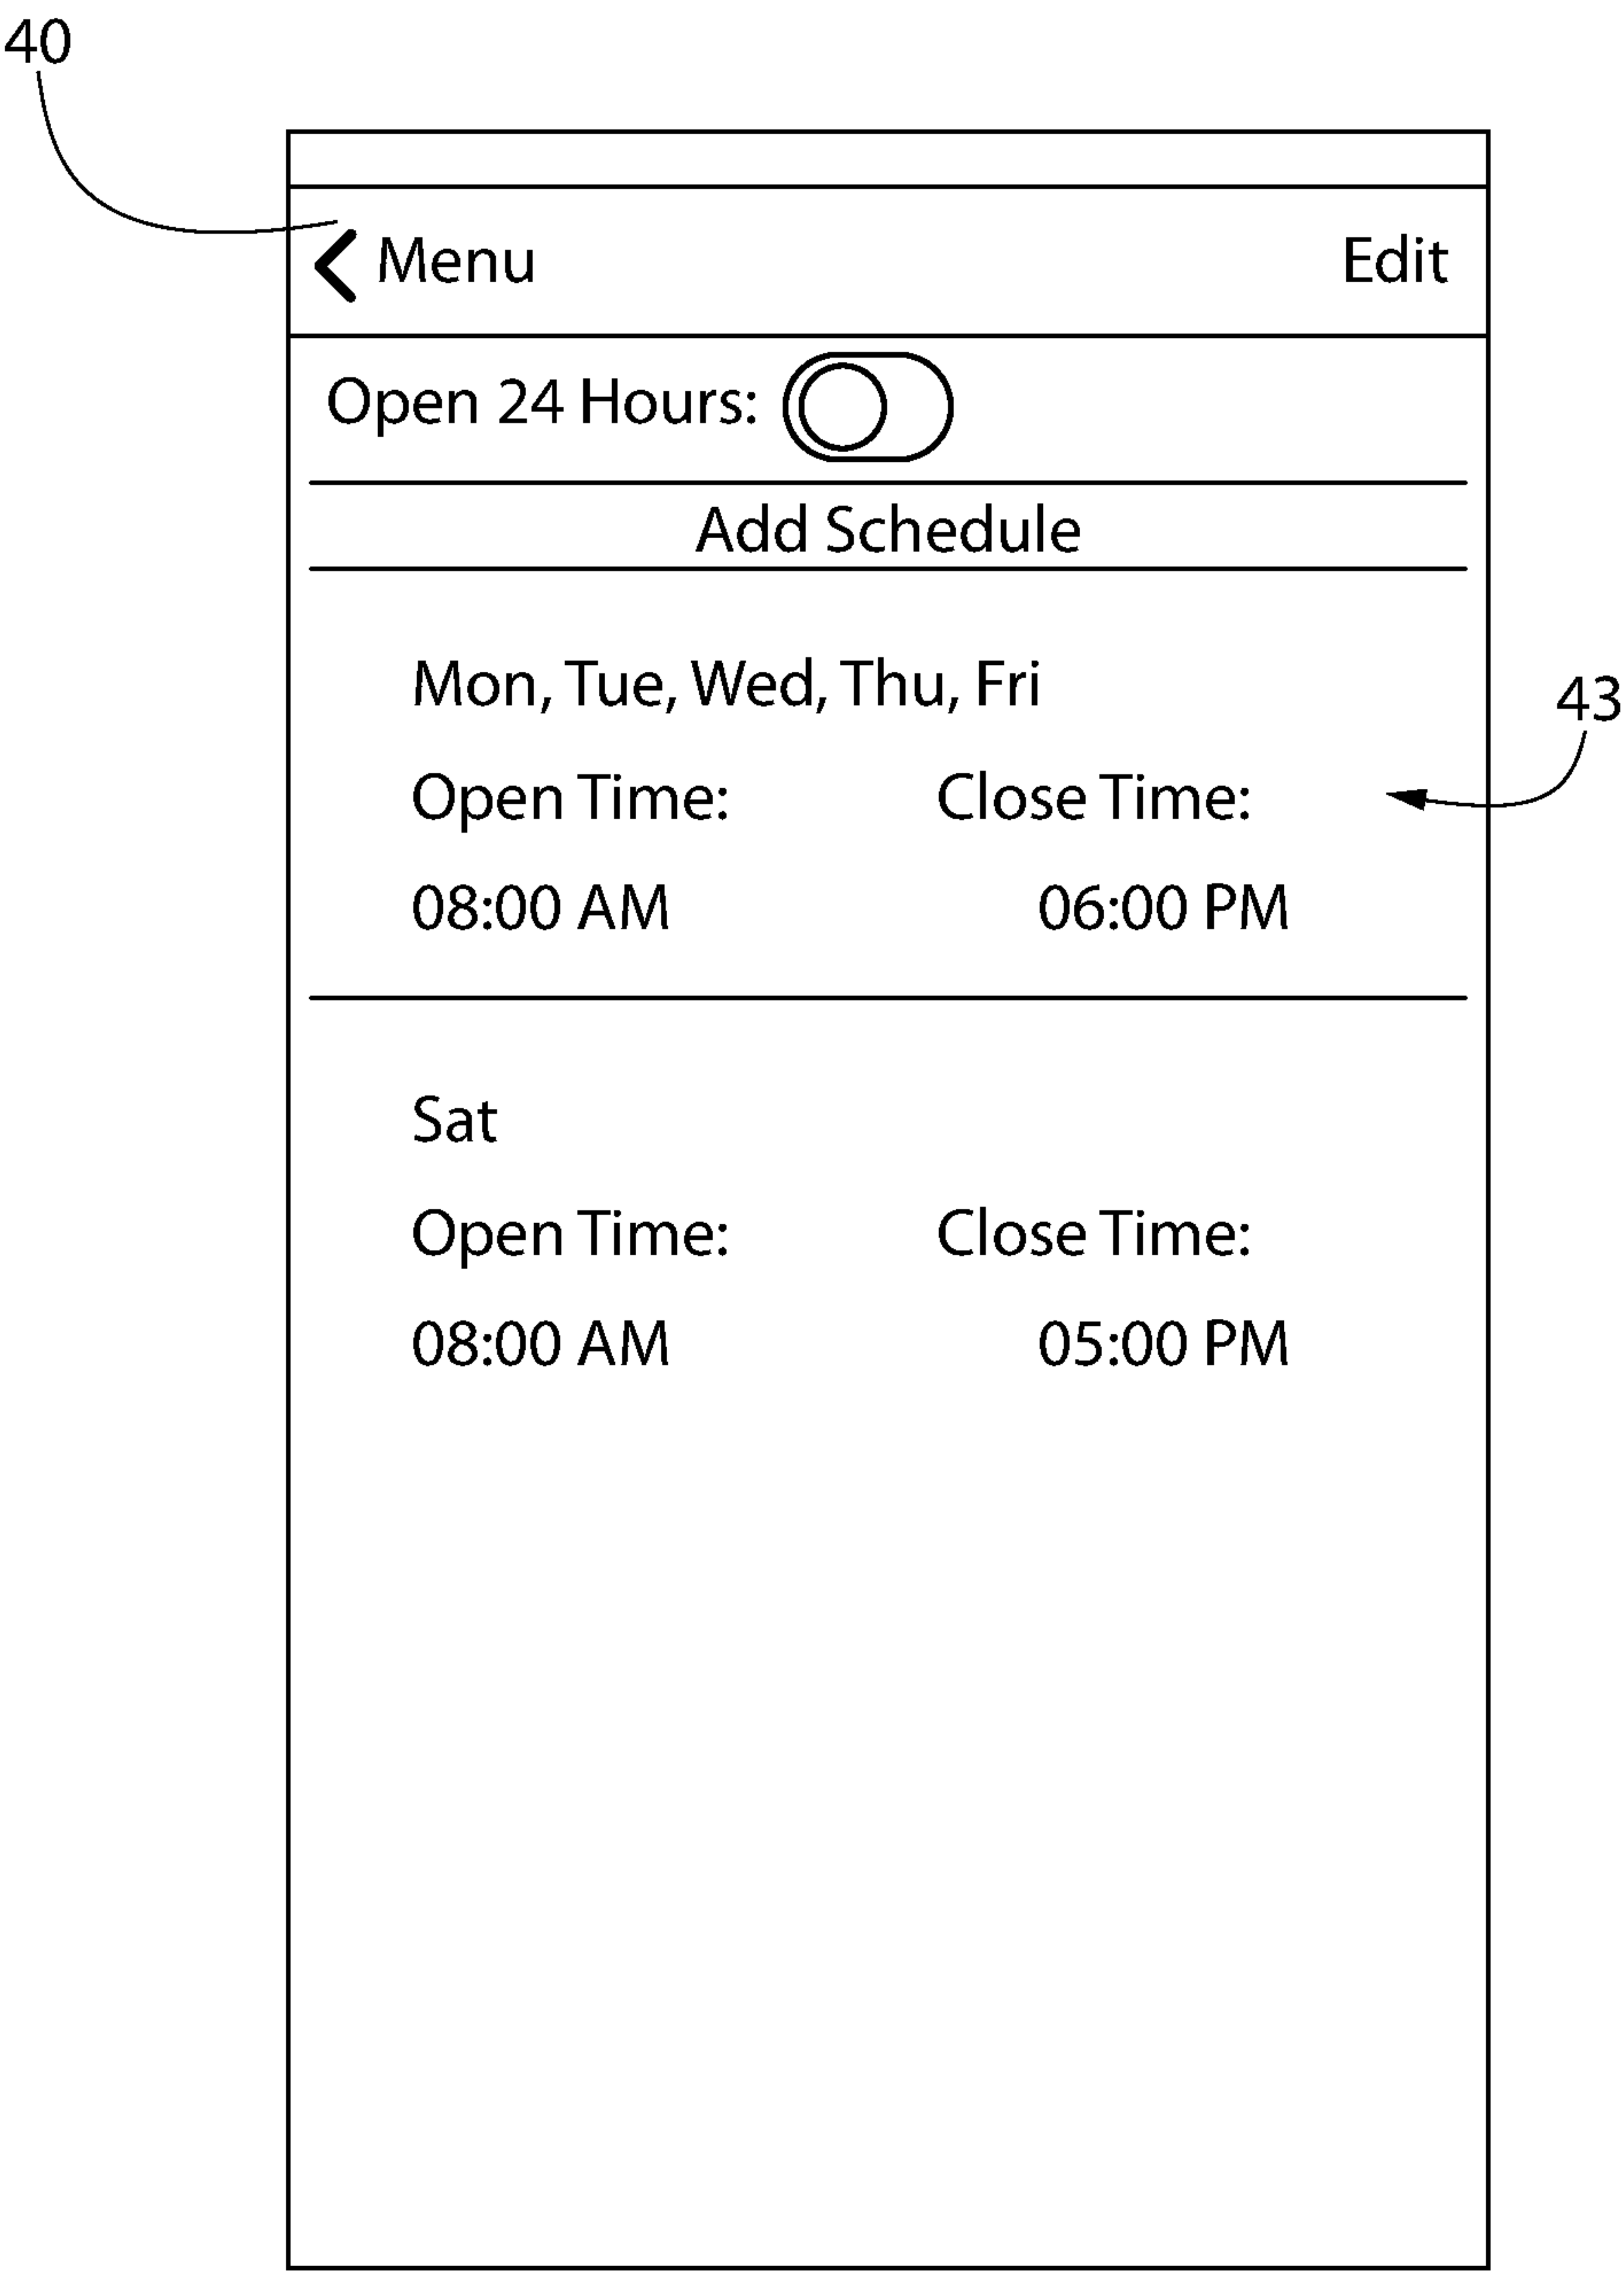 40
Menu Edit
Open 24 Hours:
Add Schedule
Mon, Tue, Wed, Thu, Fri
43
Open Time: Close Time:
08:00 AM 06:00 PM
Sat
Open Time: Close Time:
08:00 AM 05:00 PM